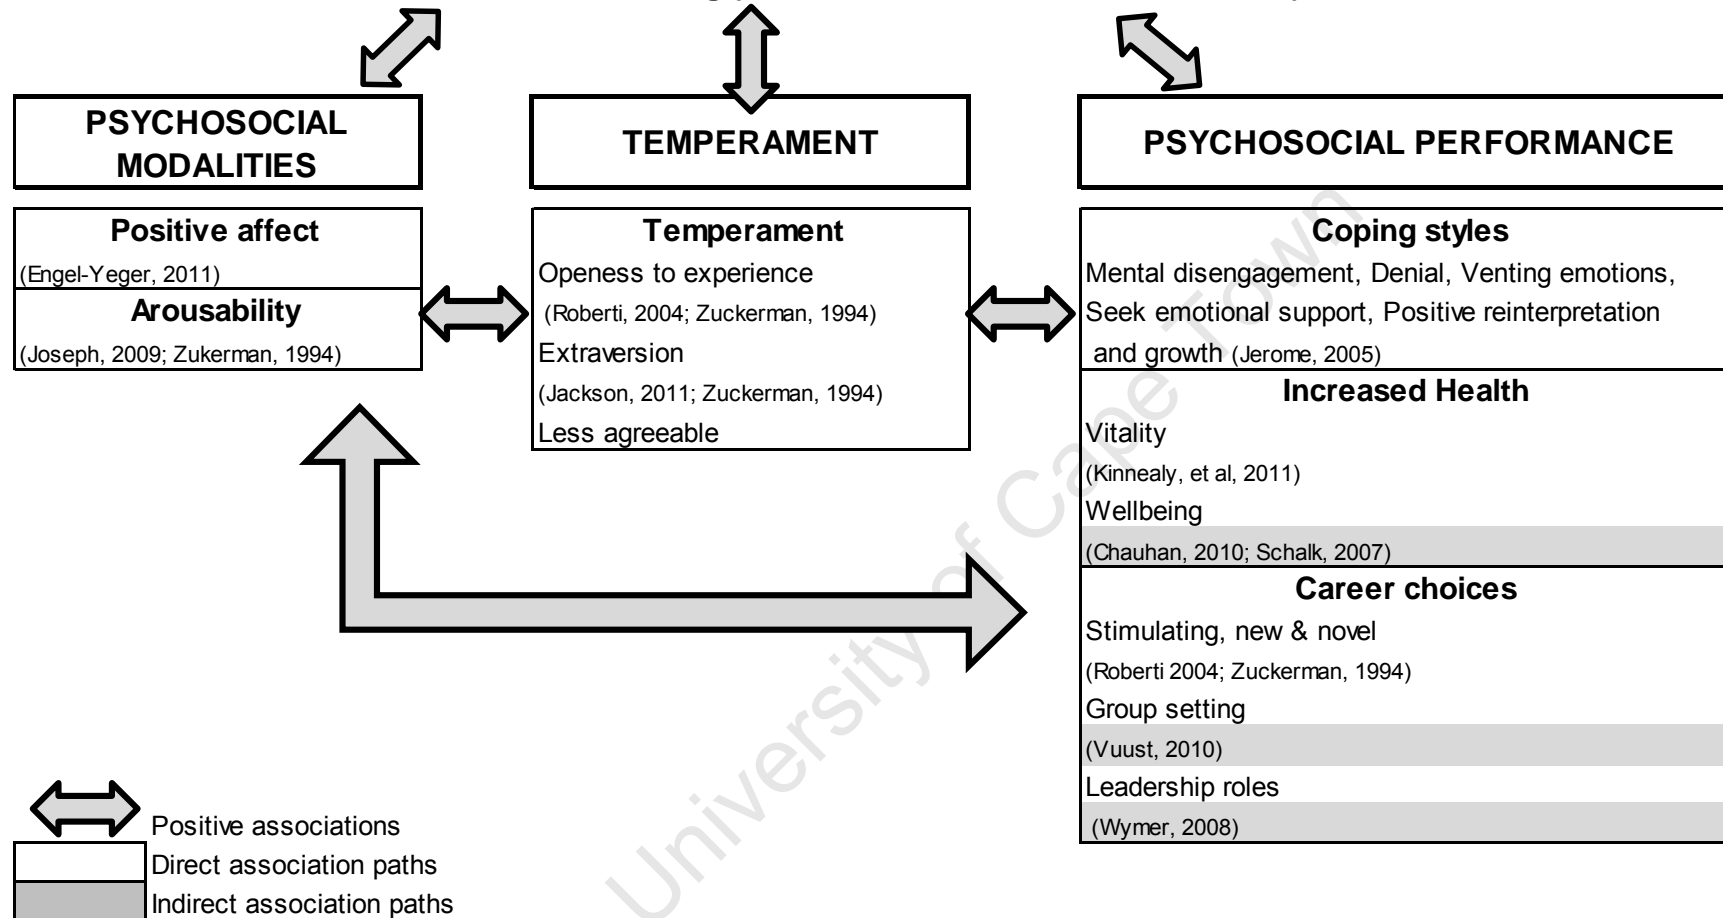 PSYCHOSOCIAL
MODALITIES
TEMPERAMENT
PSYCHOSOCIAL PERFORMANCE
Positive affect
(Engel-Yeger, 2011)
Arousability
(Joseph, 2009; Zukerman, 1994)
Temperament
Openess to experience
(Roberti, 2004; Zuckerman, 1994)
Extraversion
(Jackson, 2011; Zuckerman, 1994)
Less agreeable
Coping styles
Mental disengagement, Denial, Venting emotions,
Seek emotional support, Positive reinterpretation
and growth (Jerome, 2005)
Increased Health
Vitality
(Kinnealy, et al, 2011)
Wellbeing
(Chauhan, 2010; Schalk, 2007)
Career choices
Stimulating, new & novel
(Roberti 2004; Zuckerman, 1994)
Group setting
(Vuust, 2010)
Leadership roles
(Wymer, 2008)
Positive associations
Direct association paths
Indirect association paths
University of Cape Town